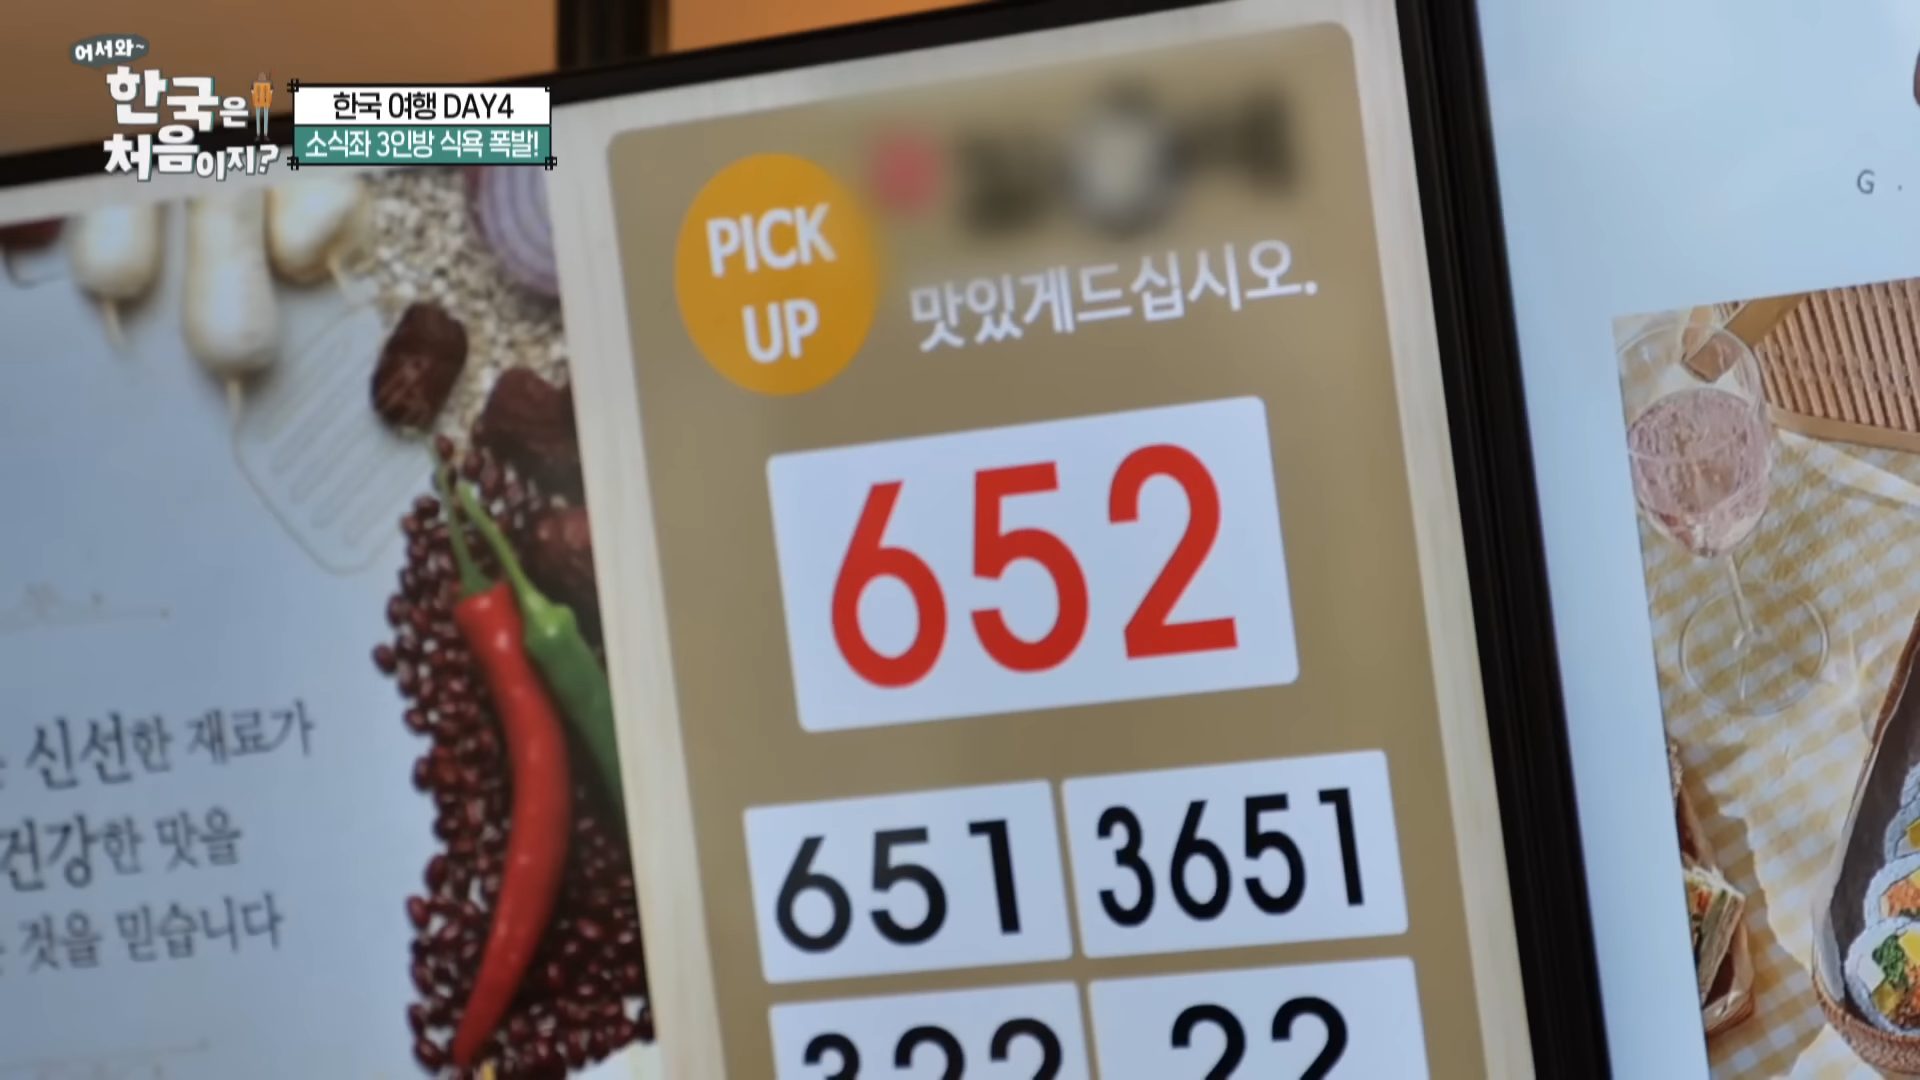 어서와~
한국은
처음이지?
한국 여행 DAY4
소식좌 3인방 식욕 폭발!
PICK
UP
맛있게드십시오.
652
651
3651
322
22
G .
신선한 재료가
건강한 맛을
것을 믿습니다